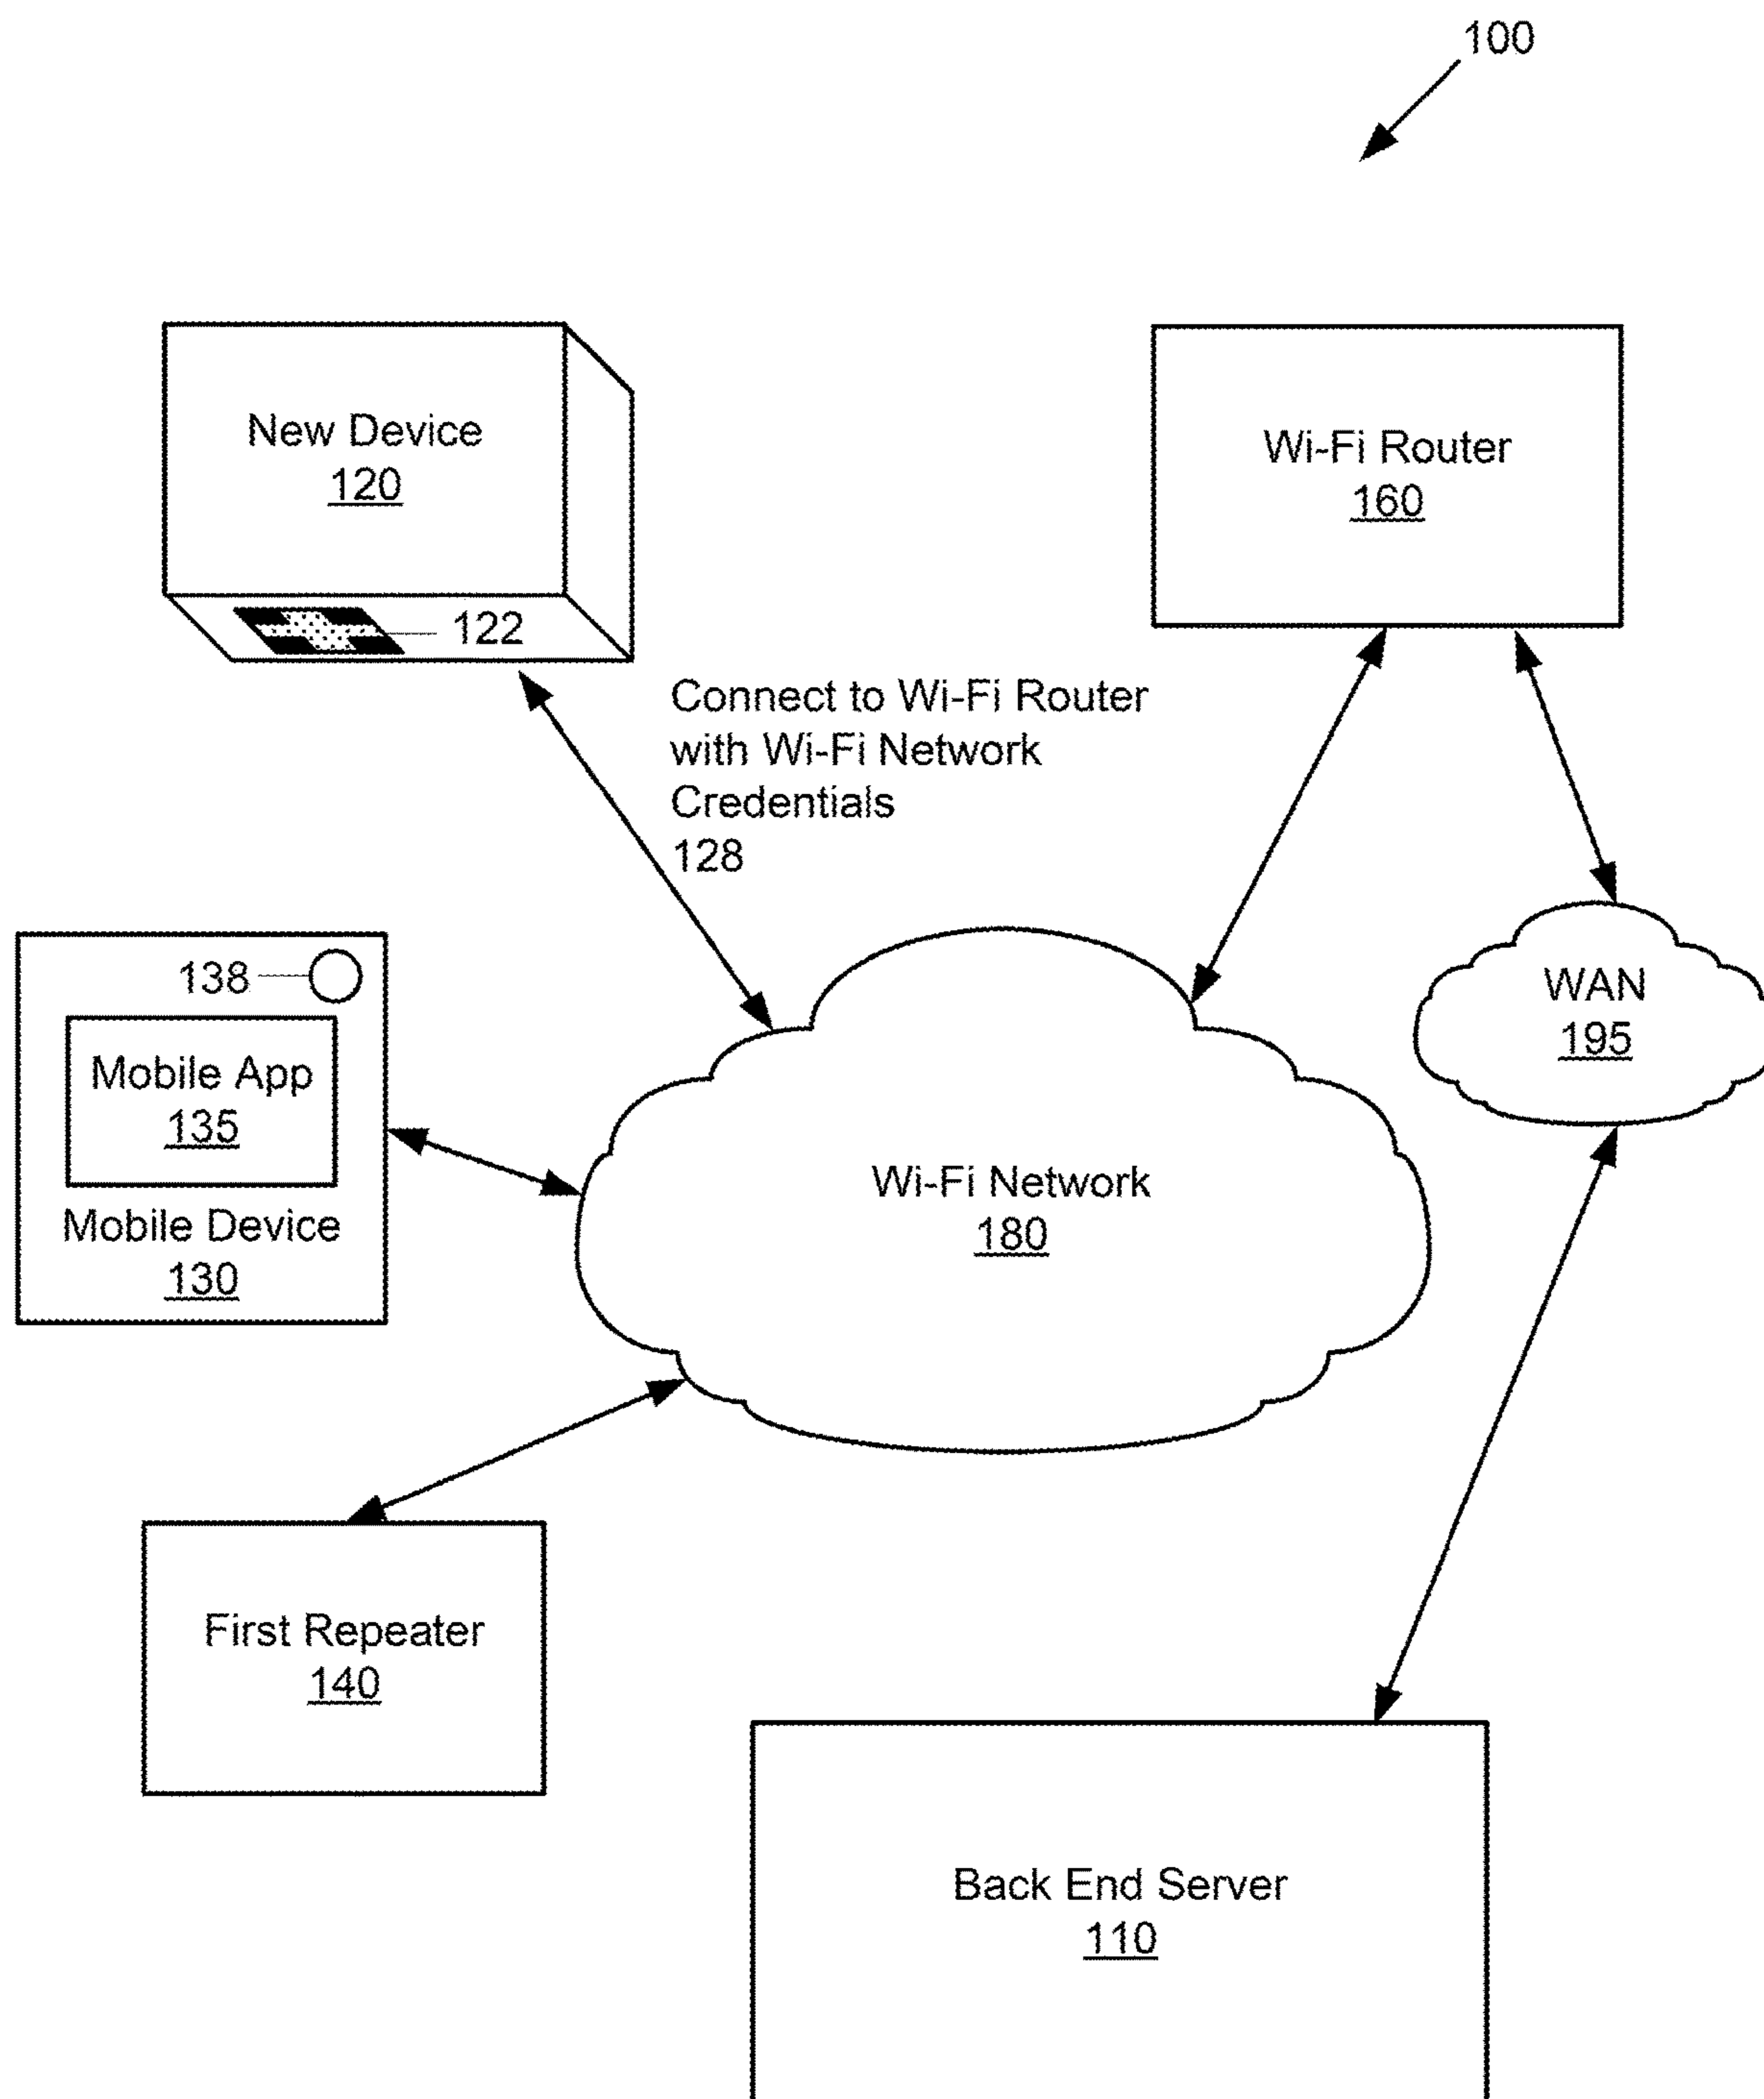 100
New Device
120
122
Wi-Fi Router
160
Connect to Wi-Fi Router
with Wi-Fi Network
Credentials
128
138
Mobile App
135
Mobile Device
130
WAN
195
Wi-Fi Network
180
First Repeater
140
Back End Server
110